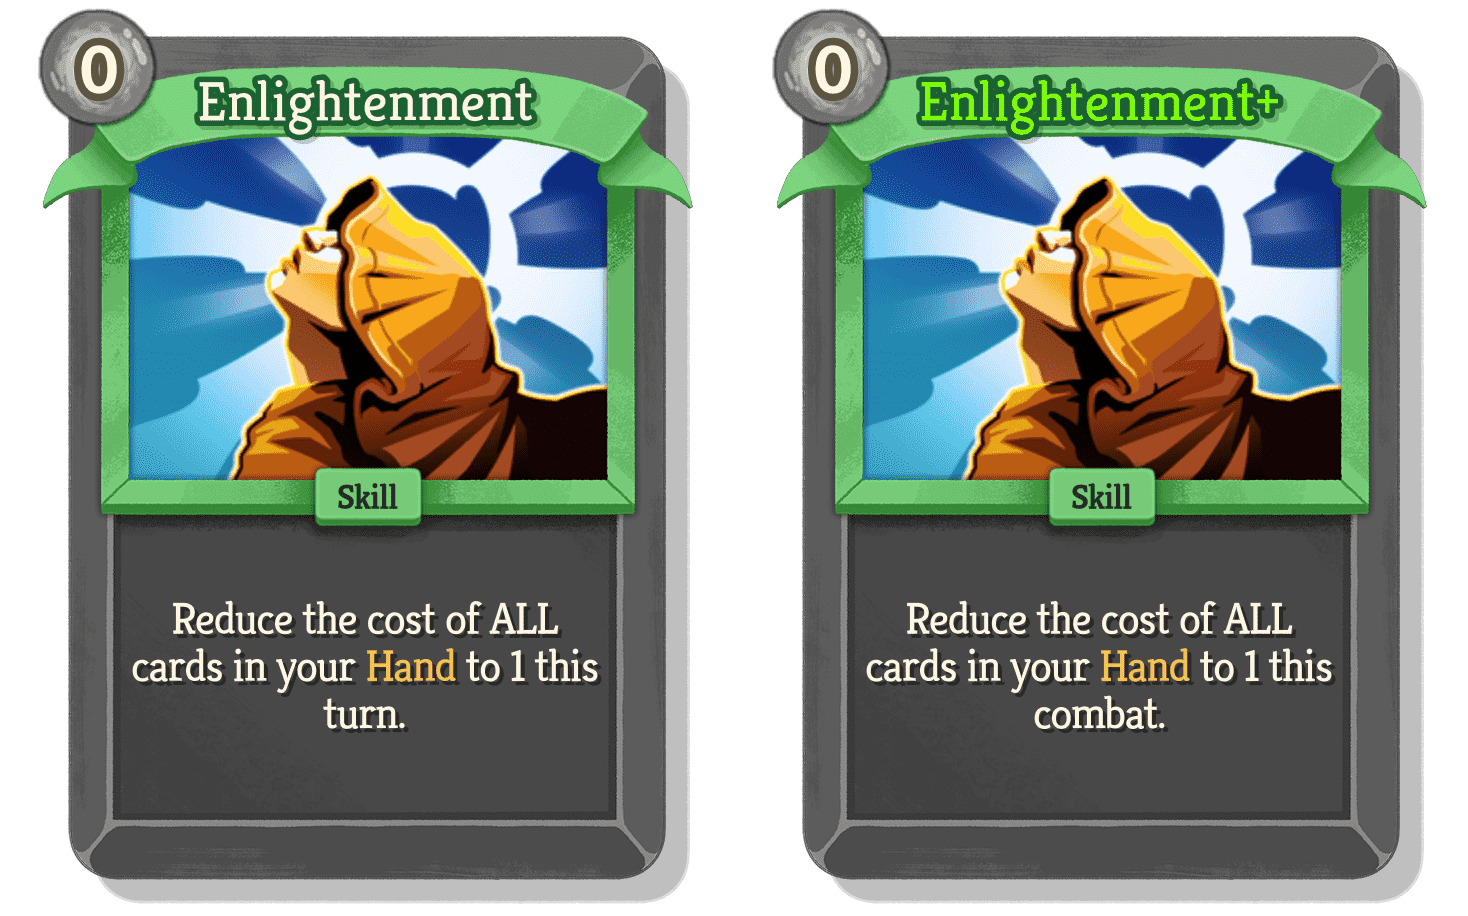 0
Enlightenment
Skill
Reduce the cost of ALL
cards in your Hand to 1 this
turn.
0
Enlightenment+
Skill
Reduce the cost of ALL
cards in your Hand to 1 this
combat.